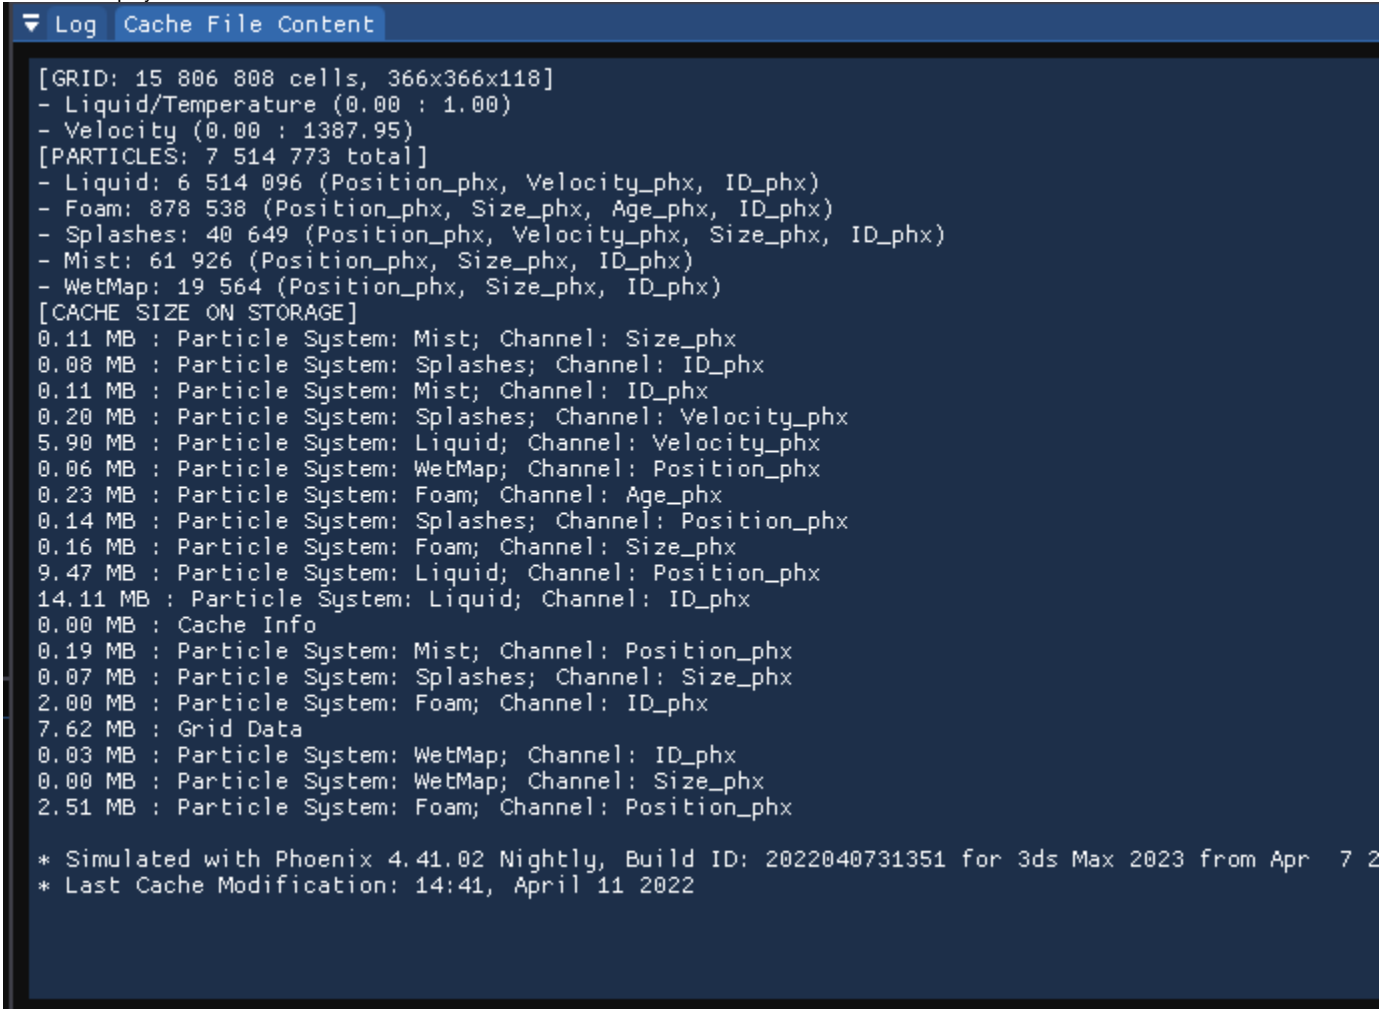 Log Cache File Content
[GRID: 15 806 808 cells, 366x366x118]
- Liquid/Temperature (0.00 : 1.00)
- Velocity (0.00 : 1387.95)
[PARTICLES: 7 514 773 total]
- Liquid: 6 514 096 (Position_phx, Velocity_phx, ID_phx)
- Foam: 878 538 (Position_phx, Size_phx, Age_phx, ID_phx)
- Splashes: 40 649 (Position_phx, Velocity_phx, Size_phx, ID_phx)
- Mist: 61 926 (Position_phx, Size_phx, ID_phx)
- WetMap: 19 564 (Position_phx, Size_phx, ID_phx)
[CACHE SIZE ON STORAGE]
0.11 MB : Particle System: Mist; Channel: Size_phx
0.08 MB : Particle System: Splashes; Channel: ID_phx
0.11 MB : Particle System: Mist; Channel: ID_phx
0.20 MB : Particle System: Splashes; Channel: Velocity_phx
5.90 MB : Particle System: Liquid; Channel: Velocity_phx
0.06 MB : Particle System: WetMap; Channel: Position_phx
0.23 MB : Particle System: Foam; Channel: Age_phx
0.14 MB : Particle System: Splashes; Channel: Position_phx
0.16 MB : Particle System: Foam; Channel: Size_phx
9.47 MB : Particle System: Liquid; Channel: Position_phx
14.11 MB : Particle System: Liquid; Channel: ID_phx
0.00 MB : Cache Info
0.19 MB : Particle System: Mist; Channel: Position_phx
0.07 MB : Particle System: Splashes; Channel: Size_phx
2.00 MB : Particle System: Foam; Channel: ID_phx
7.62 MB : Grid Data
0.03 MB : Particle System: WetMap; Channel: ID_phx
0.00 MB : Particle System: WetMap; Channel: Size_phx
2.51 MB : Particle System: Foam; Channel: Position_phx
* Simulated with Phoenix 4.41.02 Nightly, Build ID: 2022040731351 for 3ds Max 2023 from Apr 7 2
* Last Cache Modification: 14:41, April 11 2022